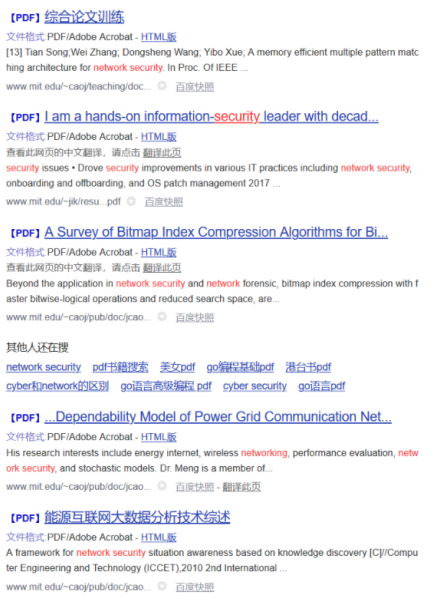 【PDF】综合论文训练
文件格式:PDF/Adobe Acrobat - HTML版
[13] Tian Song;Wei Zhang; Dongsheng Wang; Yibo Xue; A memory efficient multiple pattern matc
hing architecture for network security. In Proc. Of IEEE ...
www.mit.edu/~caoj/teaching/doc... 百度快照
【PDF】I am a hands-on information-security leader with decad...
文件格式:PDF/Adobe Acrobat - HTML版
查看此网页的中文翻译，请点击 翻译此页
security issues • Drove security improvements in various IT practices including network security,
onboarding and offboarding, and OS patch management 2017 ...
www.mit.edu/~jik/resu...pdf 百度快照
【PDF】A Survey of Bitmap Index Compression Algorithms for Bi...
文件格式:PDF/Adobe Acrobat - HTML版
查看此网页的中文翻译，请点击 翻译此页
Beyond the application in network security and network forensic, bitmap index compression with f
aster bitwise-logical operations and reduced search space, are...
www.mit.edu/~caoj/pub/doc/jcao... 百度快照
其他人还在搜
network security pdf书籍搜索 美女pdf go编程基础pdf 港台书pdf
cyber和network的区别 go语言高级编程 pdf cyber security go语言pdf
【PDF】...Dependability Model of Power Grid Communication Net...
文件格式:PDF/Adobe Acrobat - HTML版
His research interests include energy internet, wireless networking, performance evaluation, netw
ork security, and stochastic models. Dr. Meng is a member of...
www.mit.edu/~caoj/pub/doc/jcao... 百度快照 - 翻译此页
【PDF】能源互联网大数据分析技术综述
文件格式:PDF/Adobe Acrobat - HTML版
A framework for network security situation awareness based on knowledge discovery [C]//Compu
ter Engineering and Technology (ICCET),2010 2nd International ...
www.mit.edu/~caoj/pub/doc/jcao... 百度快照